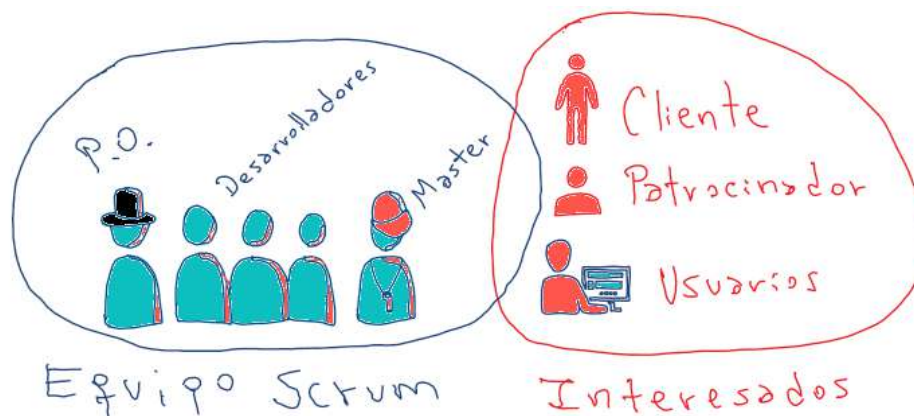 P.O.
Desarrolladores
Master
Equipo Scrum
Cliente
Patrocinador
Usuarios
Interesados